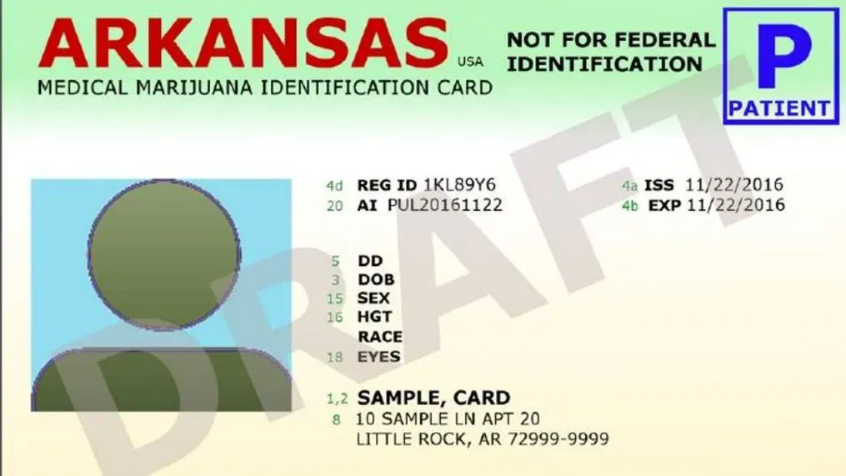 ARKANSAS USA
MEDICAL MARIJUANA IDENTIFICATION CARD
NOT FOR FEDERAL
IDENTIFICATION
P
PATIENT
4d REG ID 1KL89Y6
20 AI PUL20161122
4a ISS 11/22/2016
4b EXP 11/22/2016
5 DD
3 DOB
15 SEX
16 HGT
RACE
18 EYES
1,2 SAMPLE, CARD
8 10 SAMPLE LN APT 20
LITTLE ROCK, AR 72999-9999
DRAFT